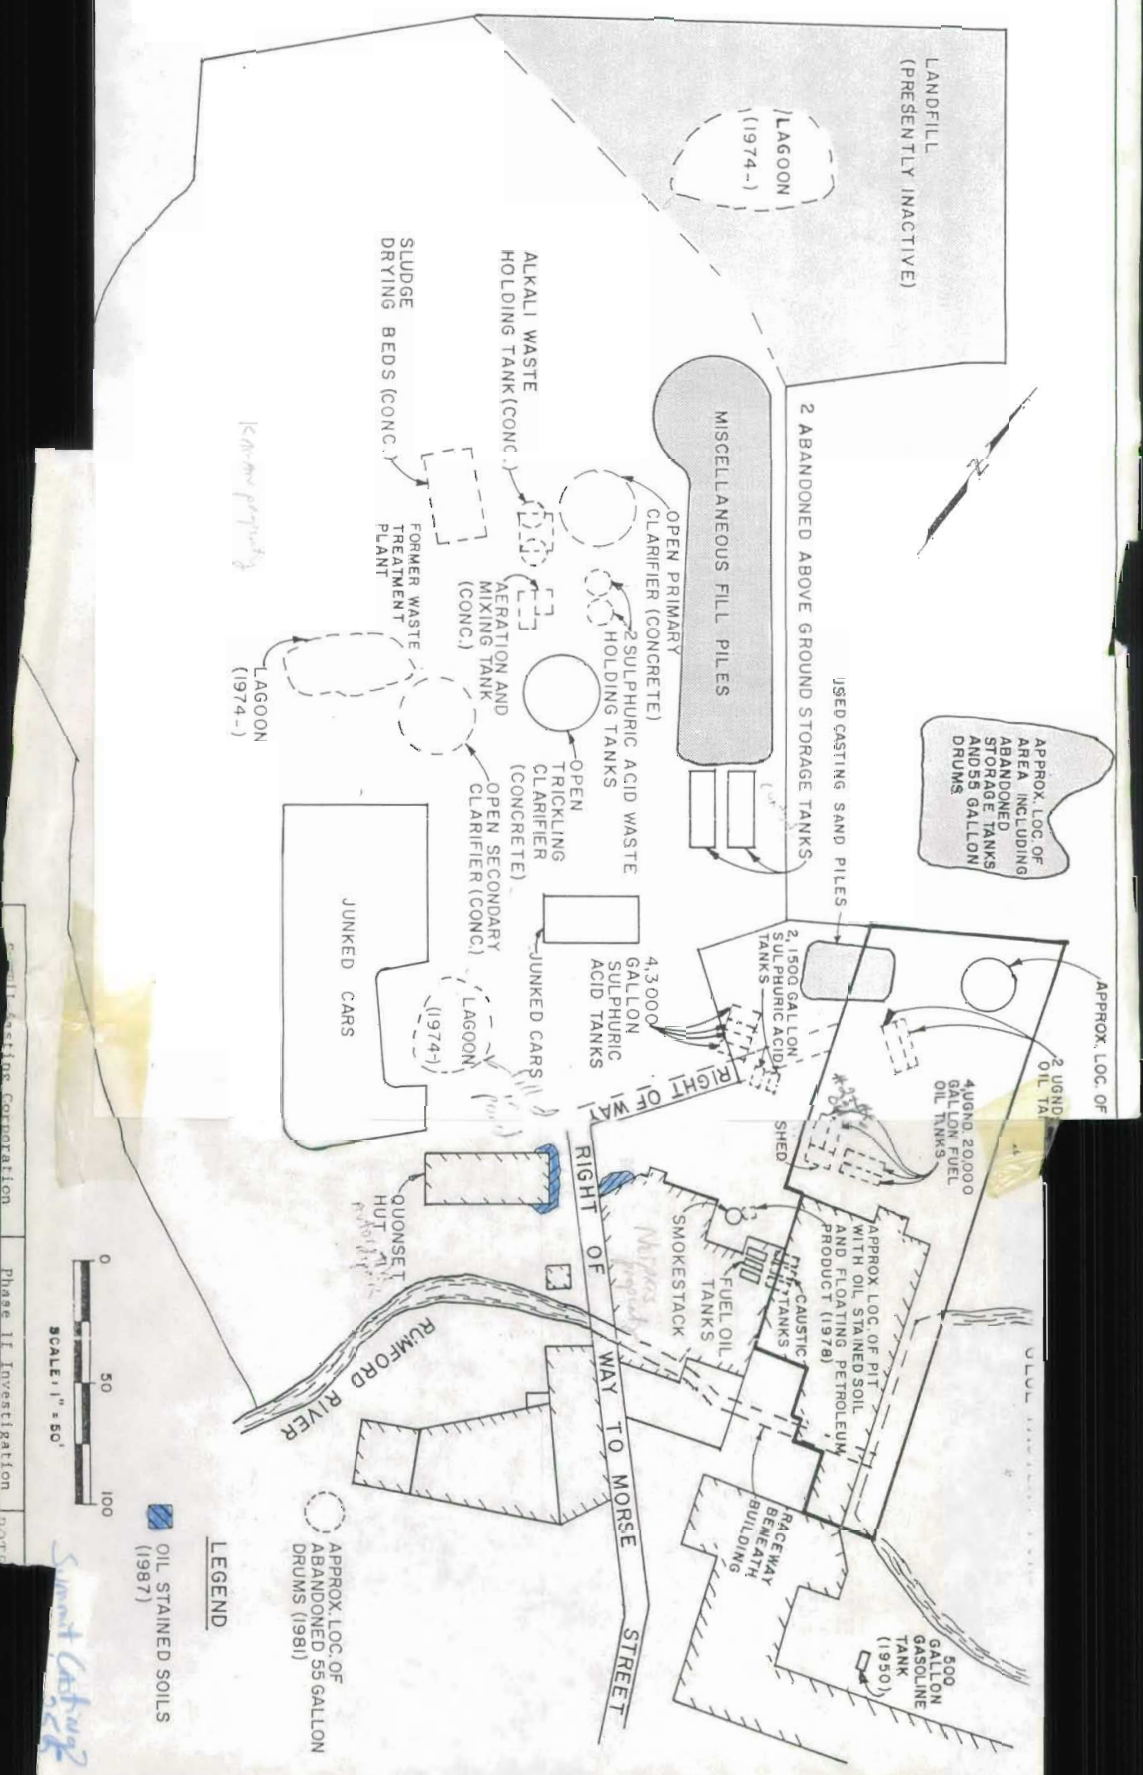 LANDFILL
(PRESENTLY INACTIVE)
LAGOON
(1974-)
2 ABANDONED ABOVE GROUND STORAGE TANKS
MISCELLANEOUS FILL PILES
USED CASTING SAND PILES
APPROX. LOC. OF
AREA INCLUDING
ABANDONED
STORAGE TANKS
AND 55 GALLON
DRUMS.
APPROX. LOC. OF
2 UGND
OIL TA
4,UGND. 20,000
GALLON FUEL
OIL TANKS
2, 1500 GALLON
SULPHURIC ACID
TANKS
SHED
4,3000
GALLON
SULPHURIC
ACID TANKS
RIGHT OF WAY
OPEN PRIMARY
CLARIFIER (CONCRETE)
2 SULPHURIC ACID WASTE
HOLDING TANKS
ALKALI WASTE
HOLDING TANK (CONC.)
SLUDGE
DRYING BEDS (CONC.)
AERATION AND
MIXING TANK
(CONC.)
FORMER WASTE
TREATMENT
PLANT
OPEN
TRICKLING
CLARIFIER
(CONCRETE)
OPEN SECONDARY
CLARIFIER (CONC.)
LAGOON
(1974-)
JUNKED CARS
JUNKED CARS
LAGOON
(1974-)
APPROX. LOC. OF PIT
WITH OIL STAINED SOIL
AND FLOATING PETROLEUM
PRODUCT (1978)
CAUSTIC
TANKS
FUEL OIL
TANKS
SMOKESTACK
QUONSET
HUT
RIGHT OF WAY TO MORSE STREET
RUMFORD RIVER
RACEWAY
BENEATH
BUILDING
500
GALLON
GASOLINE
TANK
(1950)
0 50 100
SCALE: 1" = 50'
LEGEND
APPROX. LOC. OF
ABANDONED 55 GALLON
DRUMS (1981)
OIL STAINED SOILS
(1987)
Casting Corporation
Phase II Investigation
Summit Casting